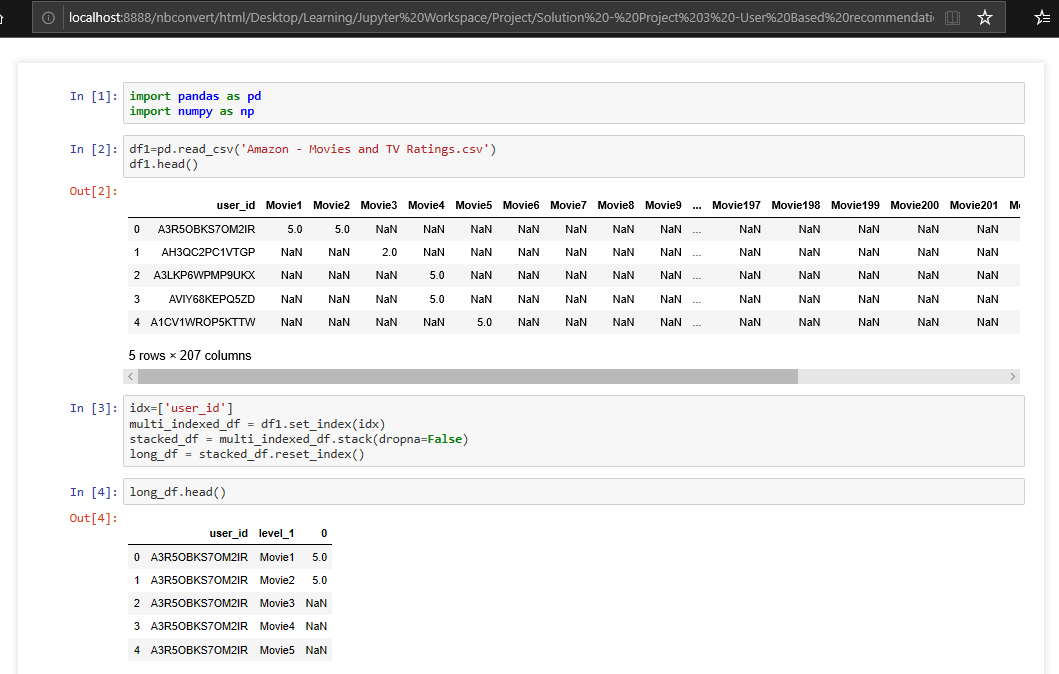 localhost:8888/nbconvert/html/Desktop/Learning/Jupyter%20Workspace/Project/Solution%20-%20Project%203%20-User%20Based%20recommendati
In [1]: import pandas as pd
import numpy as np
In [2]: df1=pd.read_csv('Amazon - Movies and TV Ratings.csv')
df1.head()
Out[2]:
user_id Movie1 Movie2 Movie3 Movie4 Movie5 Movie6 Movie7 Movie8 Movie9 ... Movie197 Movie198 Movie199 Movie200 Movie201 M
0 A3R5OBKS7OM2IR 5.0 5.0 NaN NaN NaN NaN NaN NaN NaN ... NaN NaN NaN NaN NaN
1 AH3QC2PC1VTGP NaN NaN 2.0 NaN NaN NaN NaN NaN NaN ... NaN NaN NaN NaN NaN
2 A3LKP6WPMP9UKX NaN NaN NaN 5.0 NaN NaN NaN NaN NaN ... NaN NaN NaN NaN NaN
3 AVIY68KEPQ5ZD NaN NaN NaN 5.0 NaN NaN NaN NaN NaN ... NaN NaN NaN NaN NaN
4 A1CV1WROP5KTTW NaN NaN NaN NaN 5.0 NaN NaN NaN NaN ... NaN NaN NaN NaN NaN
5 rows × 207 columns
In [3]: idx=['user_id']
multi_indexed_df = df1.set_index(idx)
stacked_df = multi_indexed_df.stack(dropna=False)
long_df = stacked_df.reset_index()
In [4]: long_df.head()
Out[4]:
user_id level_1 0
0 A3R5OBKS7OM2IR Movie1 5.0
1 A3R5OBKS7OM2IR Movie2 5.0
2 A3R5OBKS7OM2IR Movie3 NaN
3 A3R5OBKS7OM2IR Movie4 NaN
4 A3R5OBKS7OM2IR Movie5 NaN